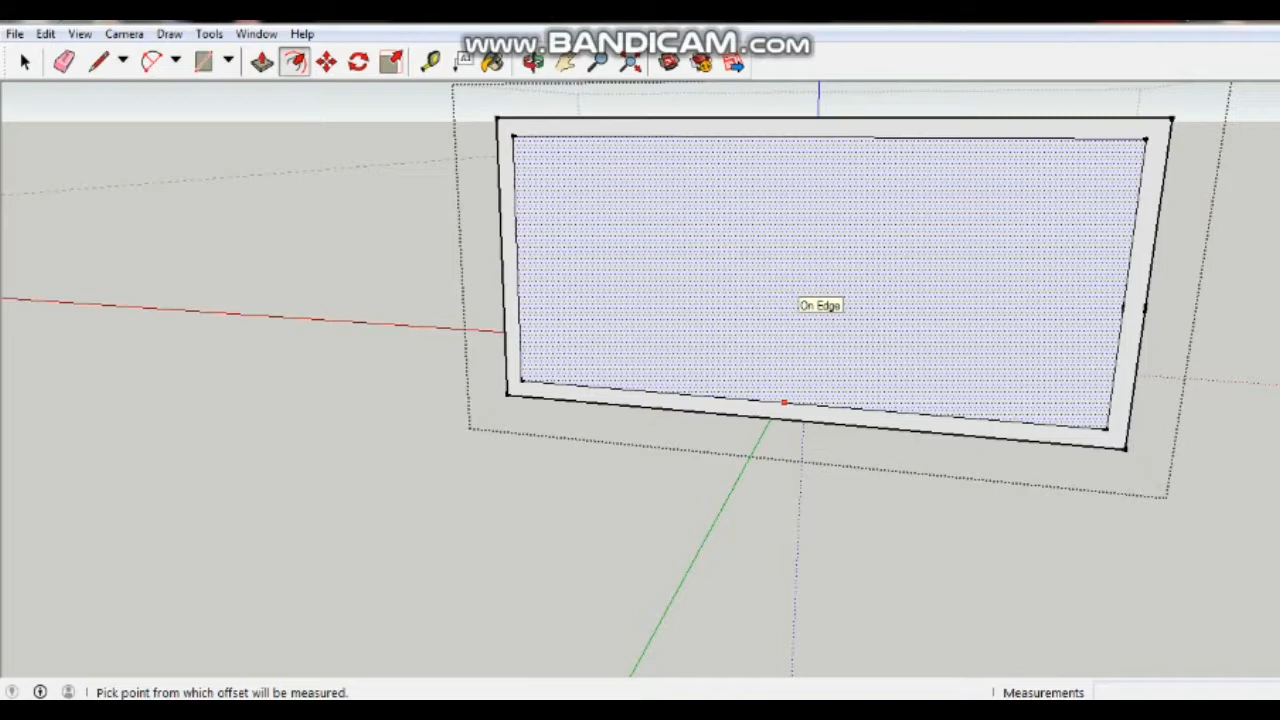 File Edit View Camera Draw Tools Window Help
www.BANDICAM.com
On Edge
Pick point from which offset will be measured.
Measurements